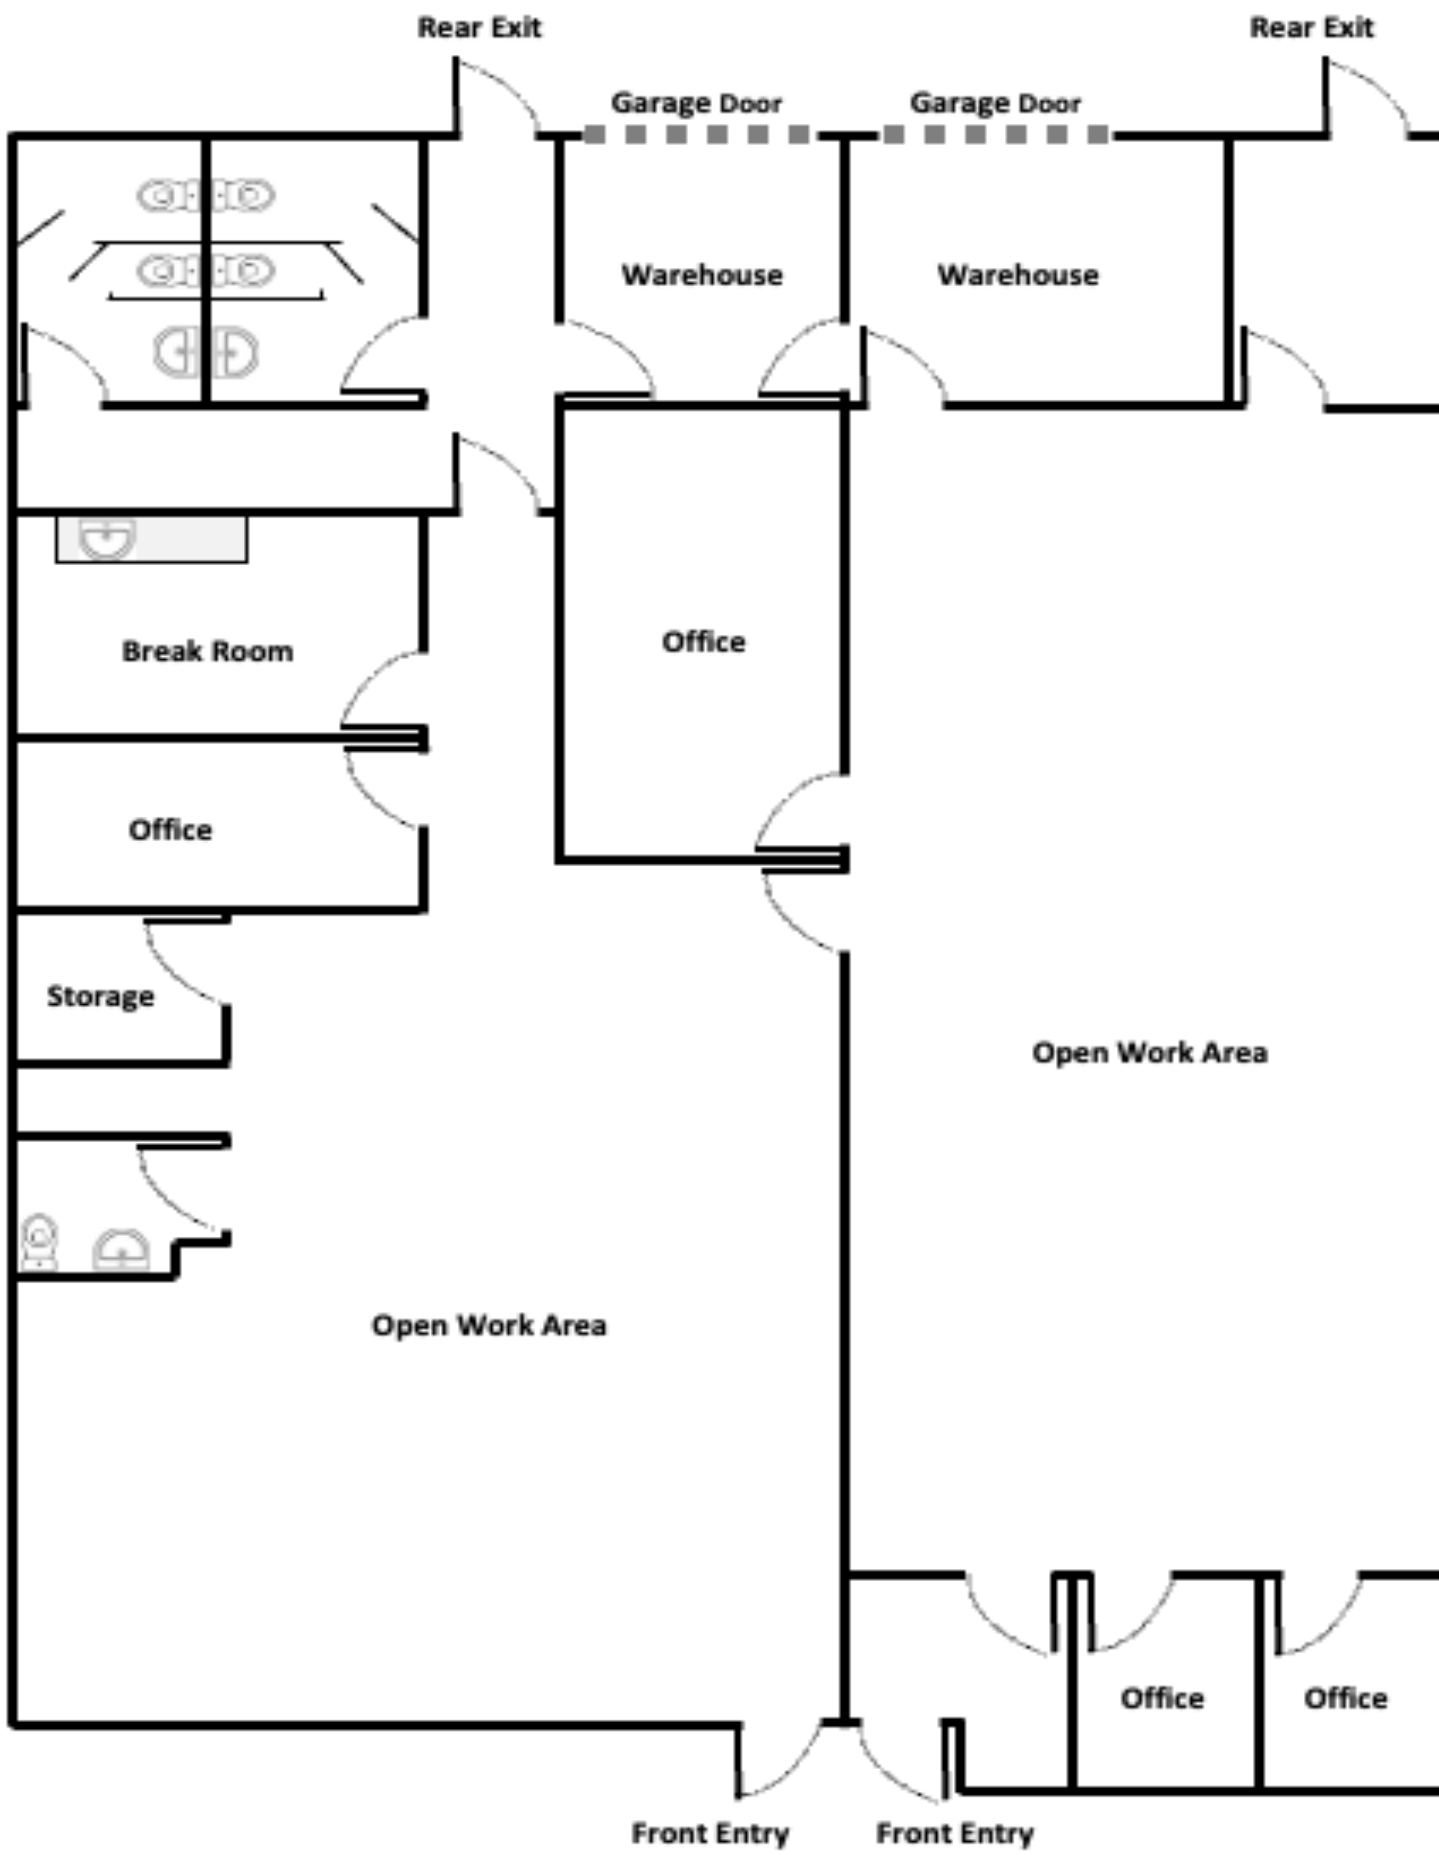 Rear Exit
Rear Exit
Garage Door
Garage Door
Warehouse
Warehouse
Office
Break Room
Office
Storage
Open Work Area
Open Work Area
Office
Office
Front Entry
Front Entry